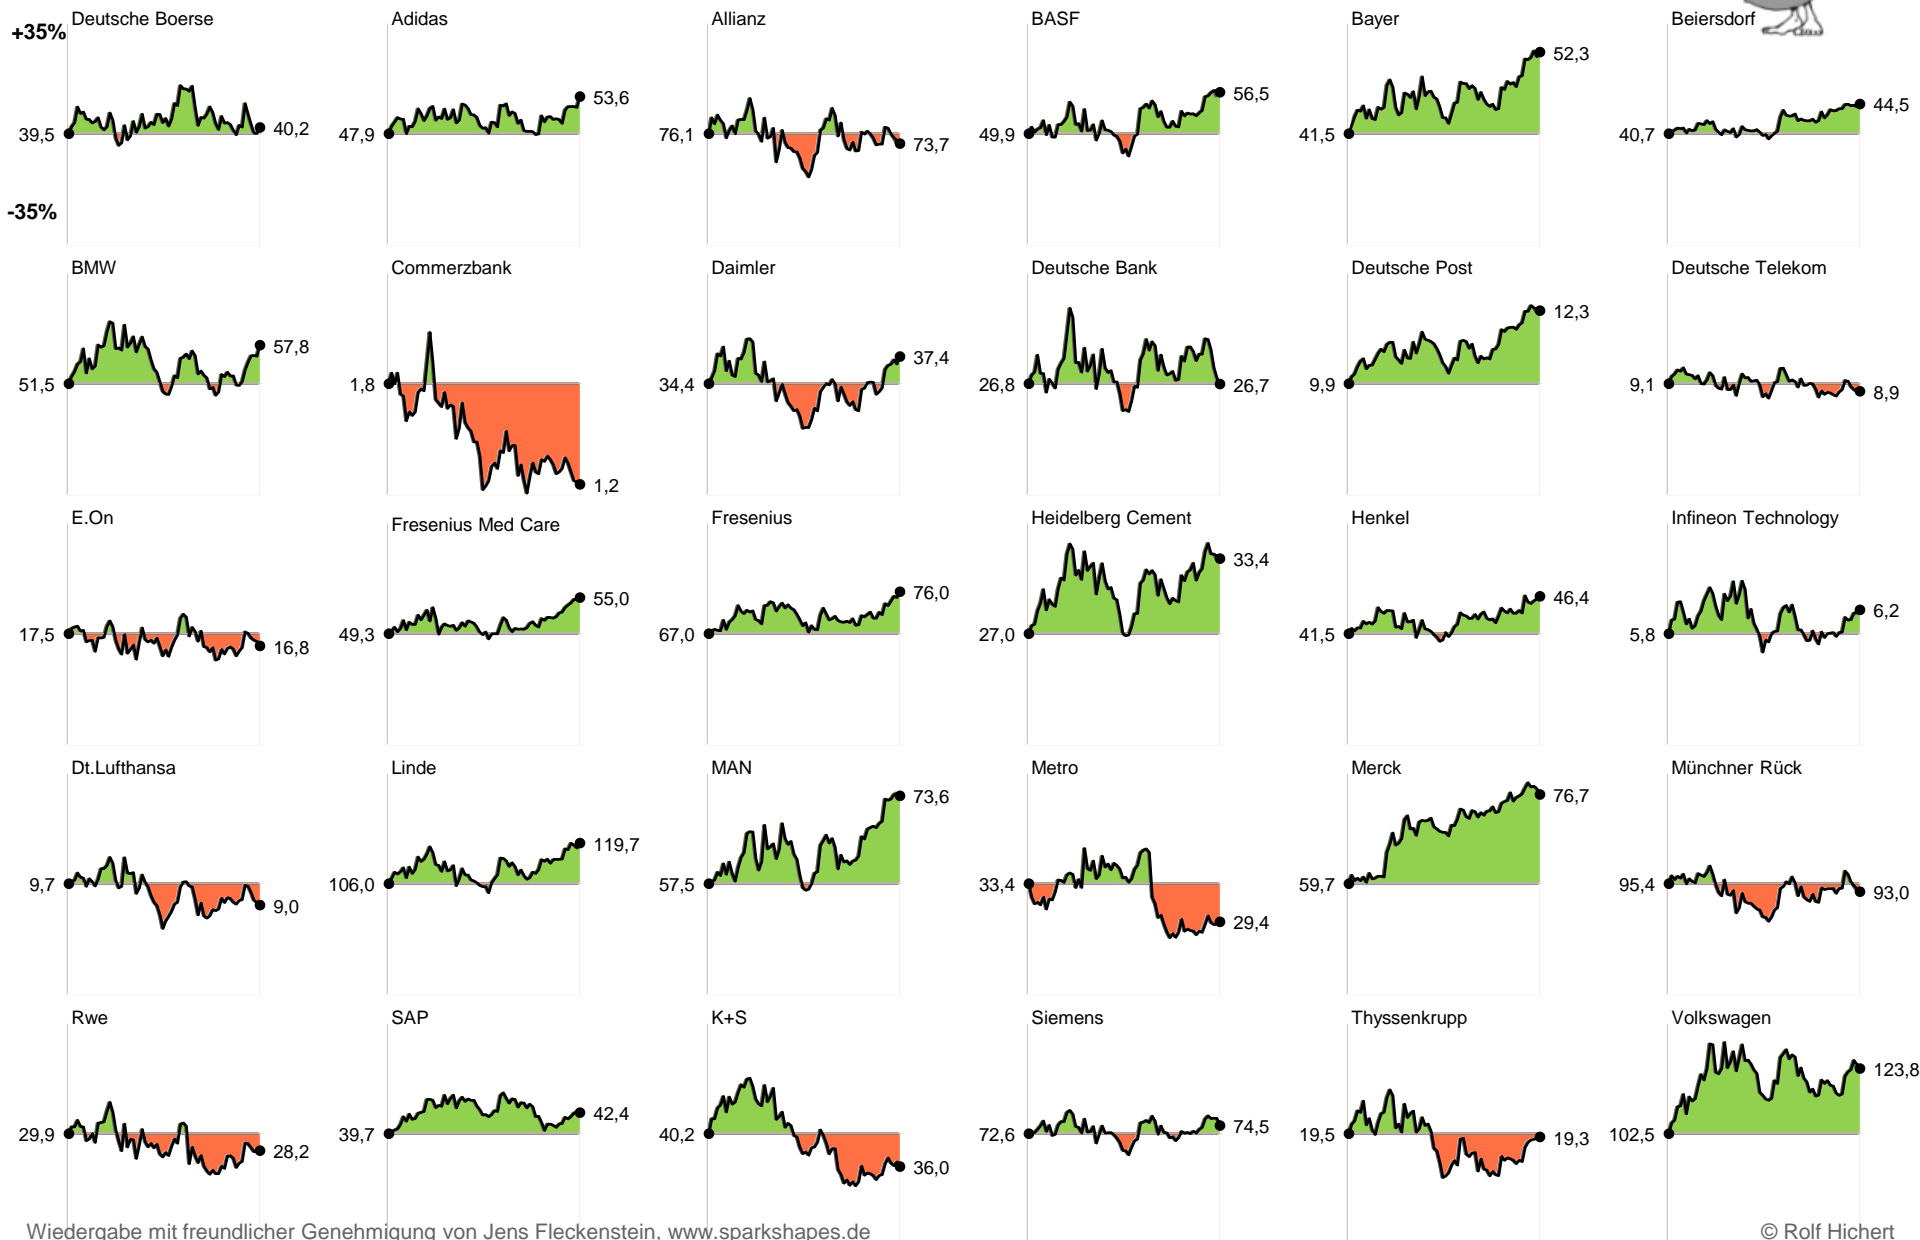 Deutsche Boerse Adidas Allianz BASF Bayer Beiersdorf
+35%
39,5 40,2 47,9 53,6 76,1 73,7 49,9 56,5 41,5 52,3 40,7 44,5
-35%
BMW Commerzbank Daimler Deutsche Bank Deutsche Post Deutsche Telekom
51,5 57,8 1,8 1,2 34,4 37,4 26,8 26,7 9,9 12,3 9,1 8,9
E.On Fresenius Med Care Fresenius Heidelberg Cement Henkel Infineon Technology
17,5 16,8 49,3 55,0 67,0 76,0 27,0 33,4 41,5 46,4 5,8 6,2
Dt.Lufthansa Linde MAN Metro Merck Münchner Rück
9,7 9,0 106,0 119,7 57,5 73,6 33,4 29,4 59,7 76,7 95,4 93,0
Rwe SAP K+S Siemens Thyssenkrupp Volkswagen
29,9 28,2 39,7 42,4 40,2 36,0 72,6 74,5 19,5 19,3 102,5 123,8
Wiedergabe mit freundlicher Genehmigung von Jens Fleckenstein, www.sparkshapes.de © Rolf Hichert